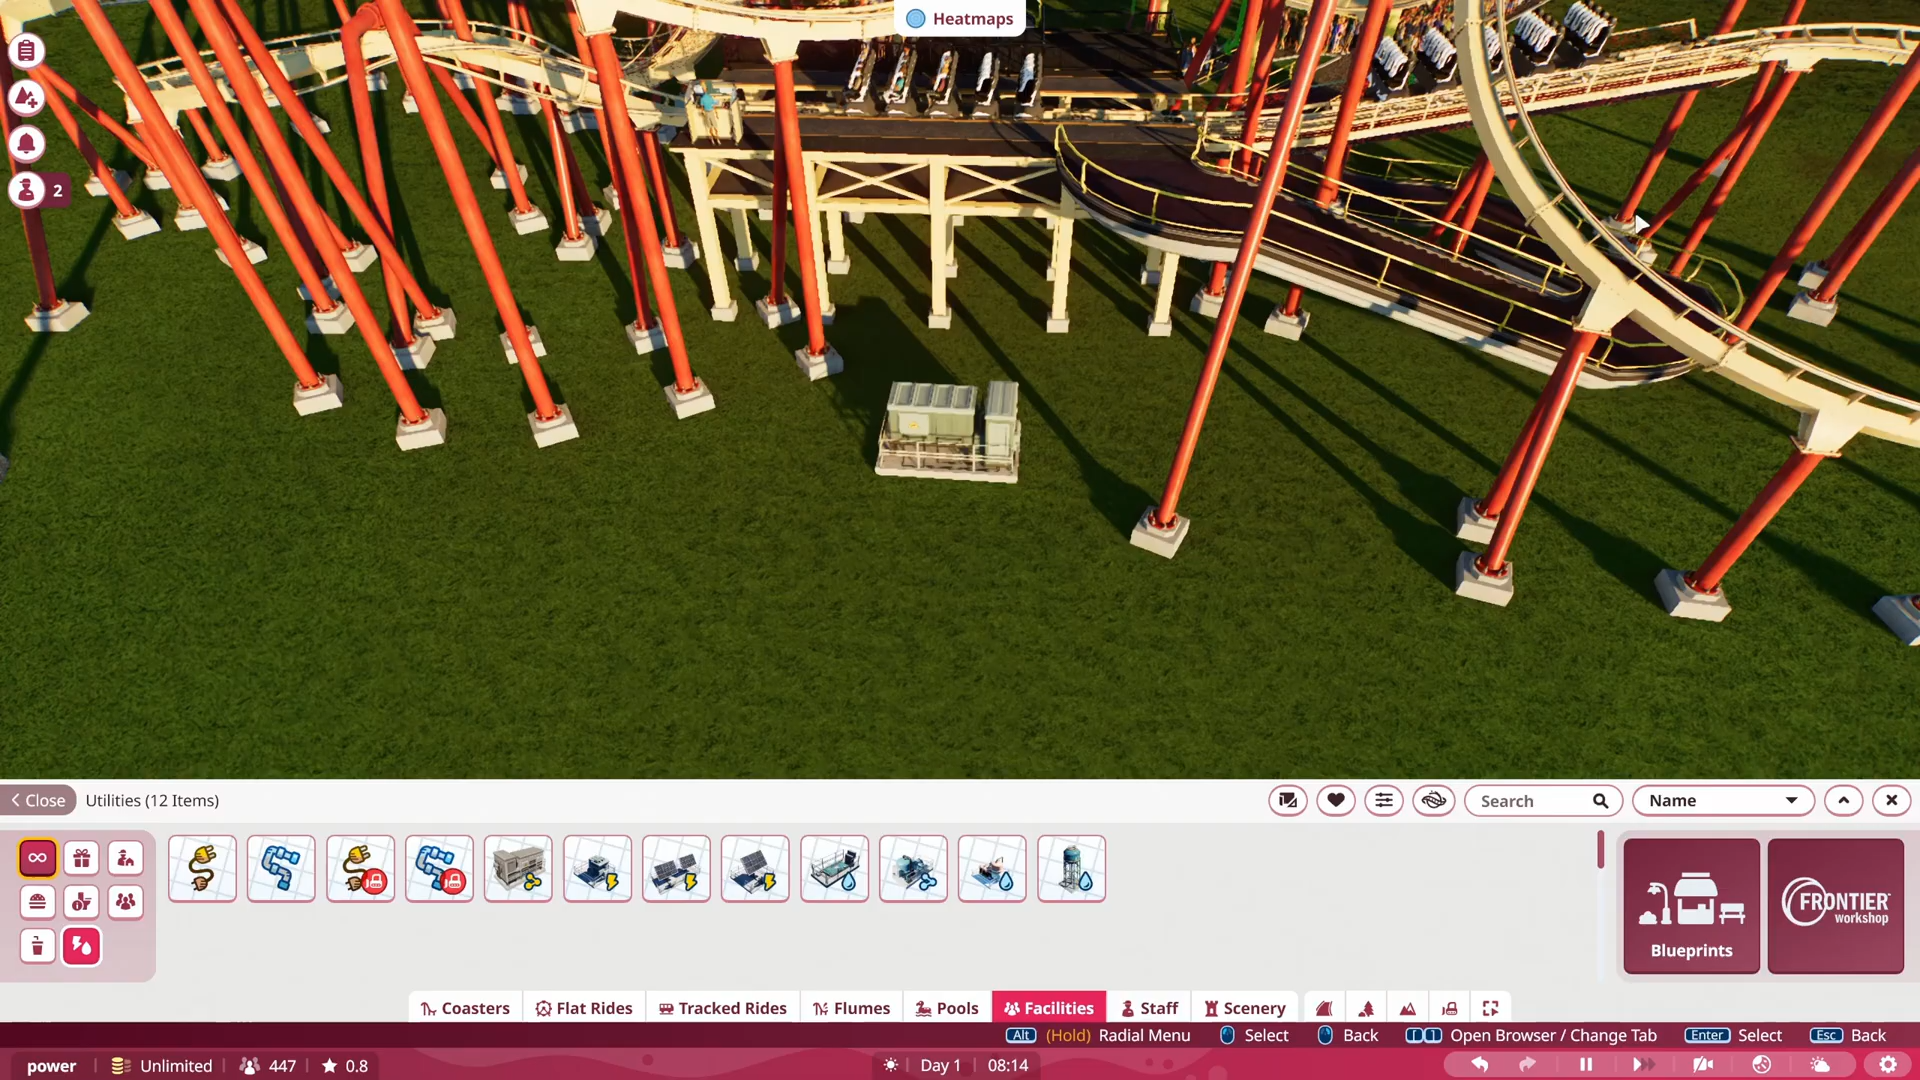 Heatmaps
2
Close
Utilities (12 Items)
Search
Name
Blueprints
FRONTIER
workshop
Coasters
Flat Rides
Tracked Rides
Flumes
Pools
Facilities
Staff
Scenery
Alt (Hold) Radial Menu Select Back [ ] Open Browser / Change Tab Enter Select Esc Back
power Unlimited 447 0.8 Day 1 08:14